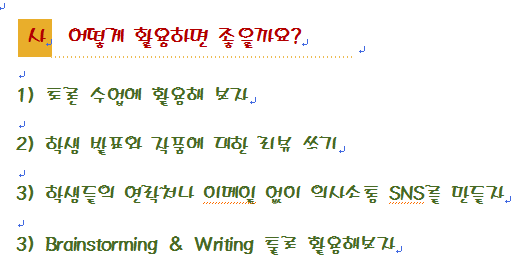 사 어떻게 활용하면 좋을까요?
1) 토론 수업에 활용해 보자
2) 학생 발표와 작품에 대한 리뷰 쓰기
3) 학생들의 연락처나 이메일 없이 의사소통 SNS로 만들자
3) Brainstorming & Writing 툴로 활용해보자